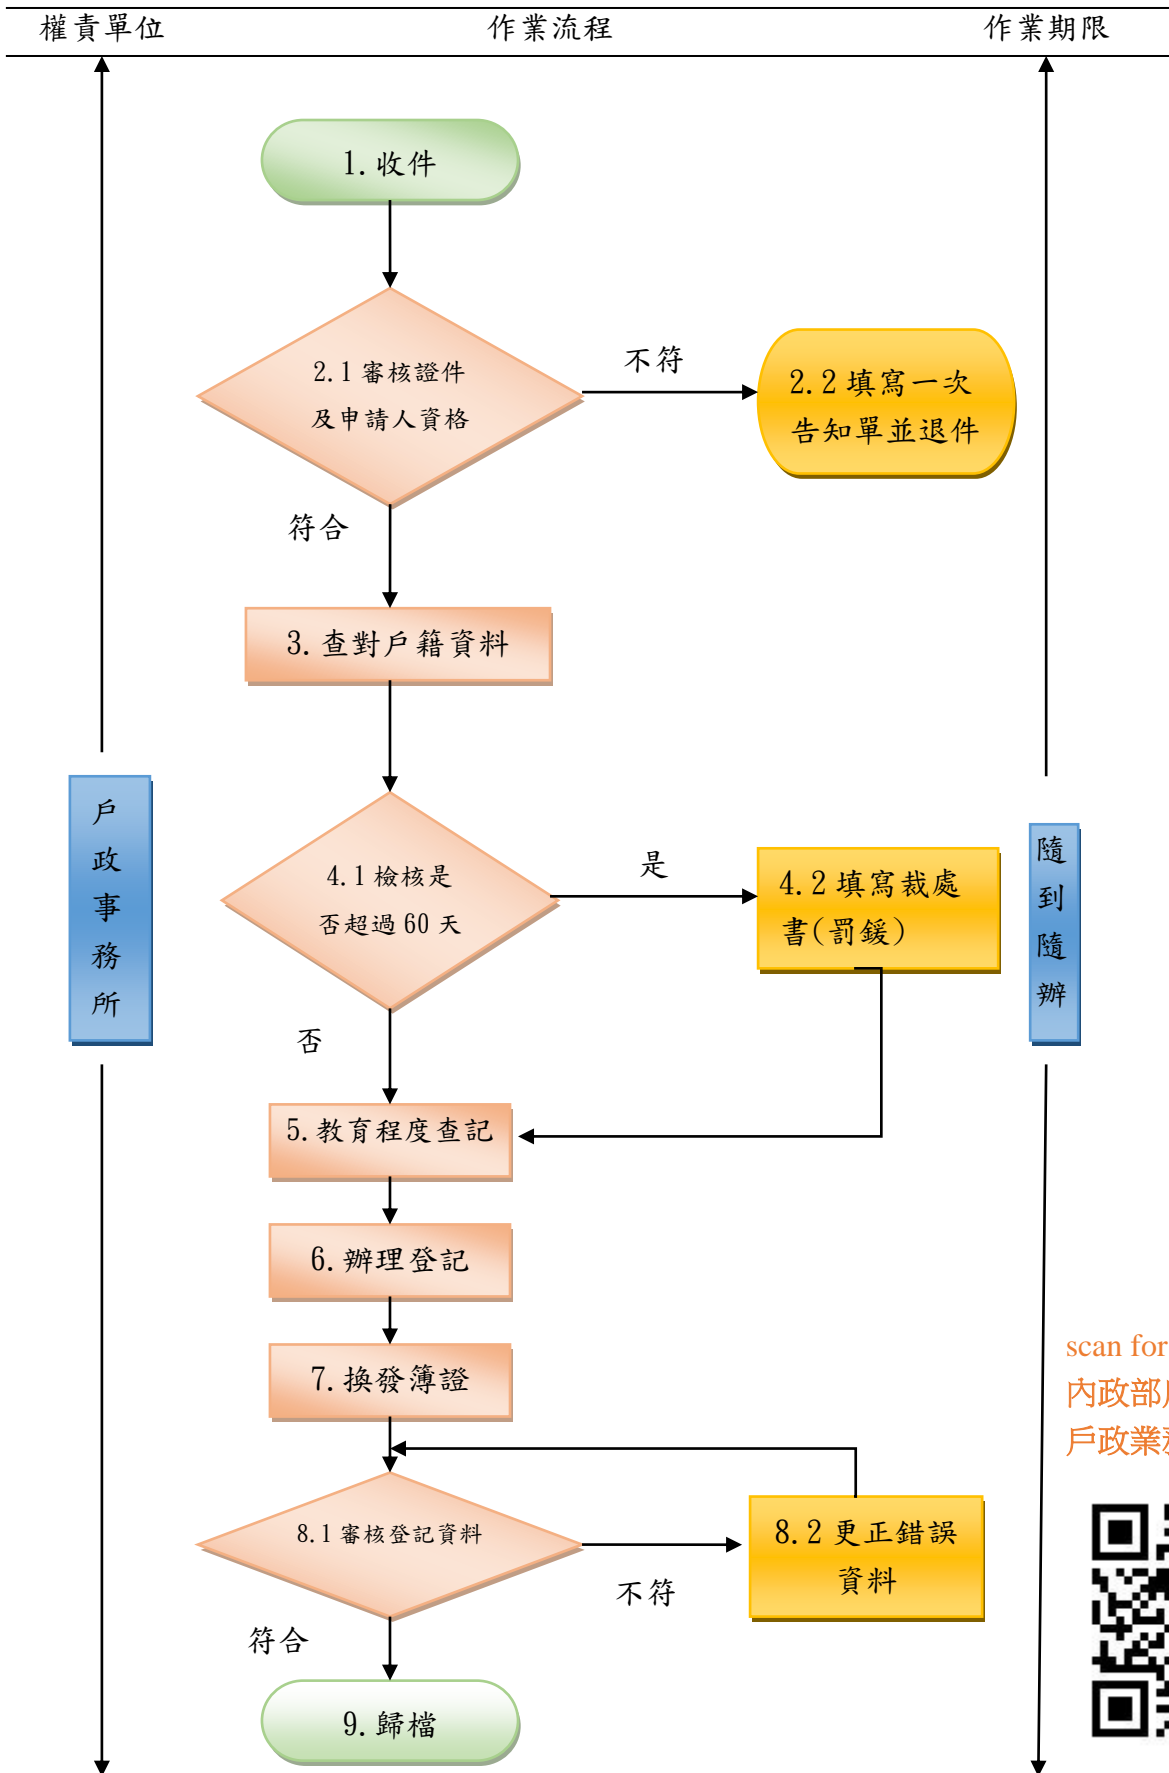 權責單位
作業流程
作業期限
1.收件
2.1審核證件
及申請人資格
不符
2.2填寫一次
告知單並退件
符合
3.查對戶籍資料
戶政事務所
4.1檢核是
否超過60天
是
4.2填寫裁處
書(罰鍰)
隨到隨辦
否
5.教育程度查記
6.辦理登記
7.換發簿證
scan for
內政部
戶政業
8.1審核登記資料
不符
8.2更正錯誤
資料
符合
9.歸檔